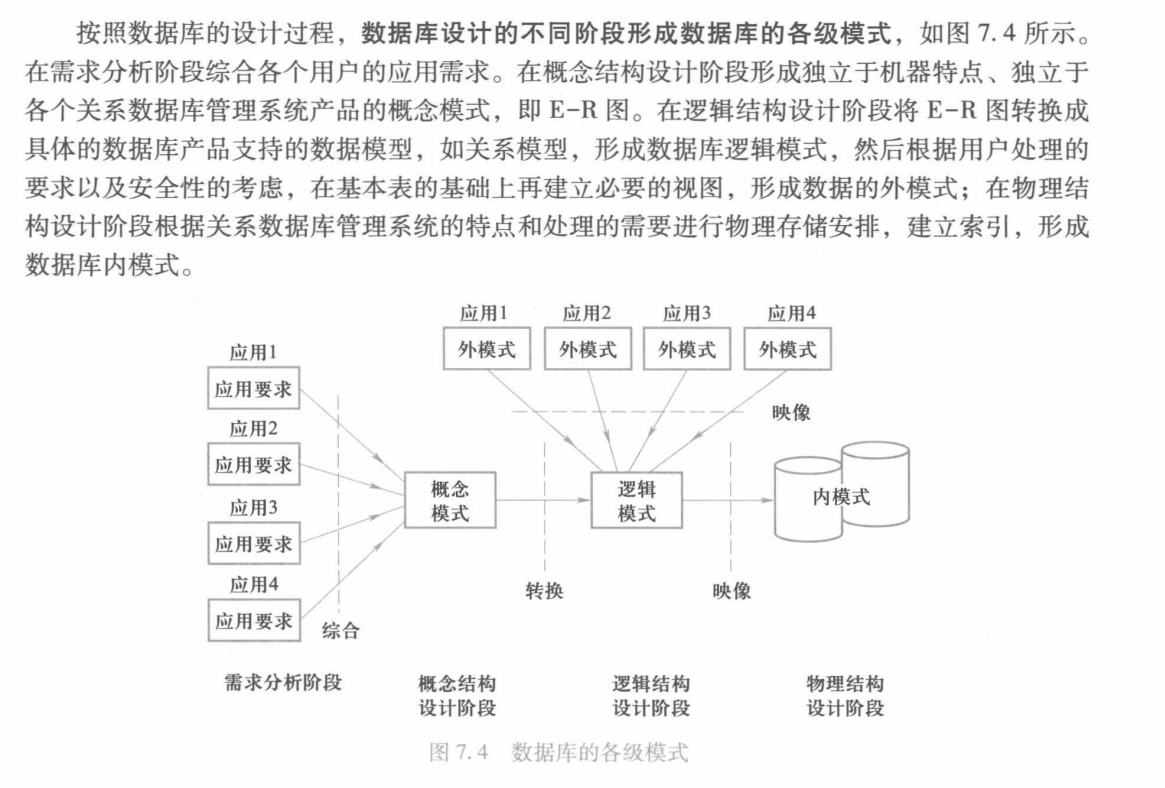 按照数据库的设计过程，数据库设计的不同阶段形成数据库的各级模式，如图 7.4 所示。
在需求分析阶段综合各个用户的应用需求。在概念结构设计阶段形成独立于机器特点、独立于
各个关系数据库管理系统产品的概念模式，即 E-R 图。在逻辑结构设计阶段将 E-R 图转换成
具体的数据库产品支持的数据模型，如关系模型，形成数据库逻辑模式，然后根据用户处理的
要求以及安全性的考虑，在基本表的基础上再建立必要的视图，形成数据的外模式；在物理结
构设计阶段根据关系数据库管理系统的特点和处理的需要进行物理存储安排，建立索引，形成
数据库内模式。
应用1 应用2 应用3 应用4
外模式 外模式 外模式 外模式
应用1
应用要求
映像
应用2
应用要求
概念
模式
逻辑
模式
内模式
应用3
应用要求
应用4
应用要求
转换
映像
综合
需求分析阶段
概念结构
设计阶段
逻辑结构
设计阶段
物理结构
设计阶段
图 7.4 数据库的各级模式